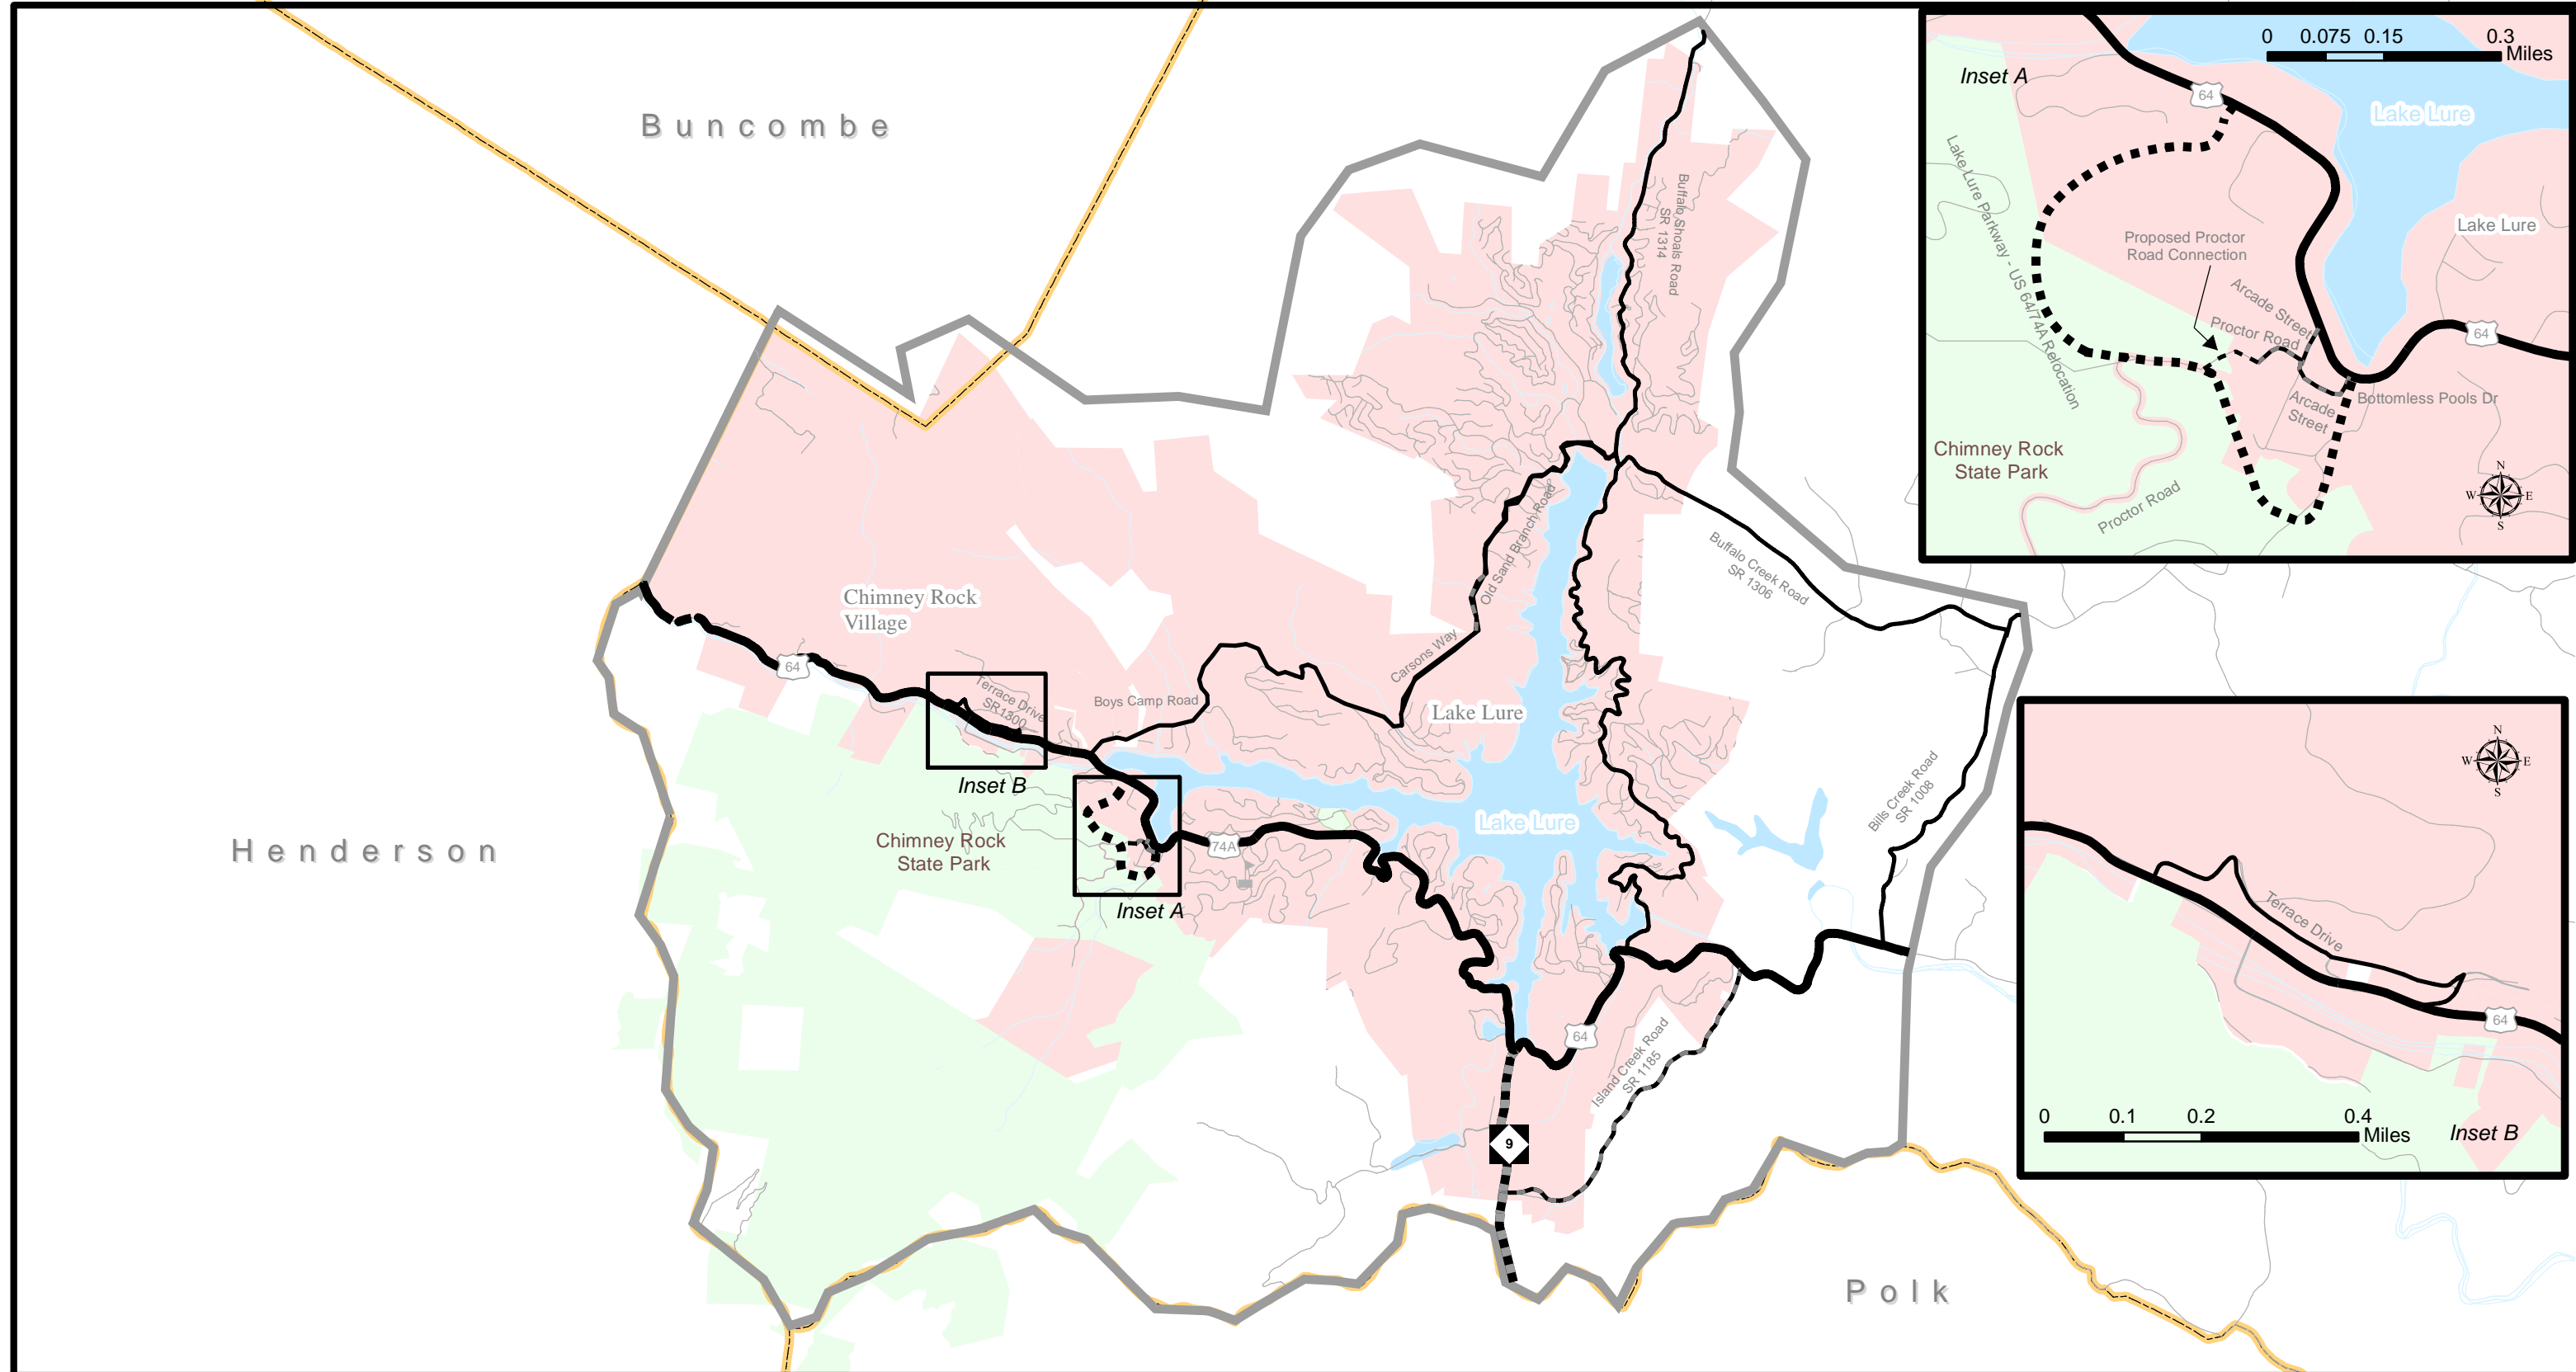 Buncombe
Henderson
Polk
Chimney Rock
Village
64
Terrace Drive
SR1300
Inset B
Boys Camp Road
Chimney Rock
State Park
Inset A
74A
Carsons Way
Old Sand Branch Road
Lake Lure
Lake Lure
Buffalo Shoals Road
SR 1314
Buffalo Creek Road
SR 1306
Bills Creek Road
SR 1008
64
Island Creek Road
SR 1185
9
Inset A
0 0.075 0.15 0.3
Miles
64
Lake Lure
Lake Lure
Lake Lure Parkway - US 64/74A Relocation
Proposed Proctor
Road Connection
Arcade Street
Proctor Road
64
Arcade
Street
Bottomless Pools Dr
Chimney Rock
State Park
Proctor Road
N
W E
S
N
W E
S
Terrace Drive
64
0 0.1 0.2 0.4
Miles
Inset B